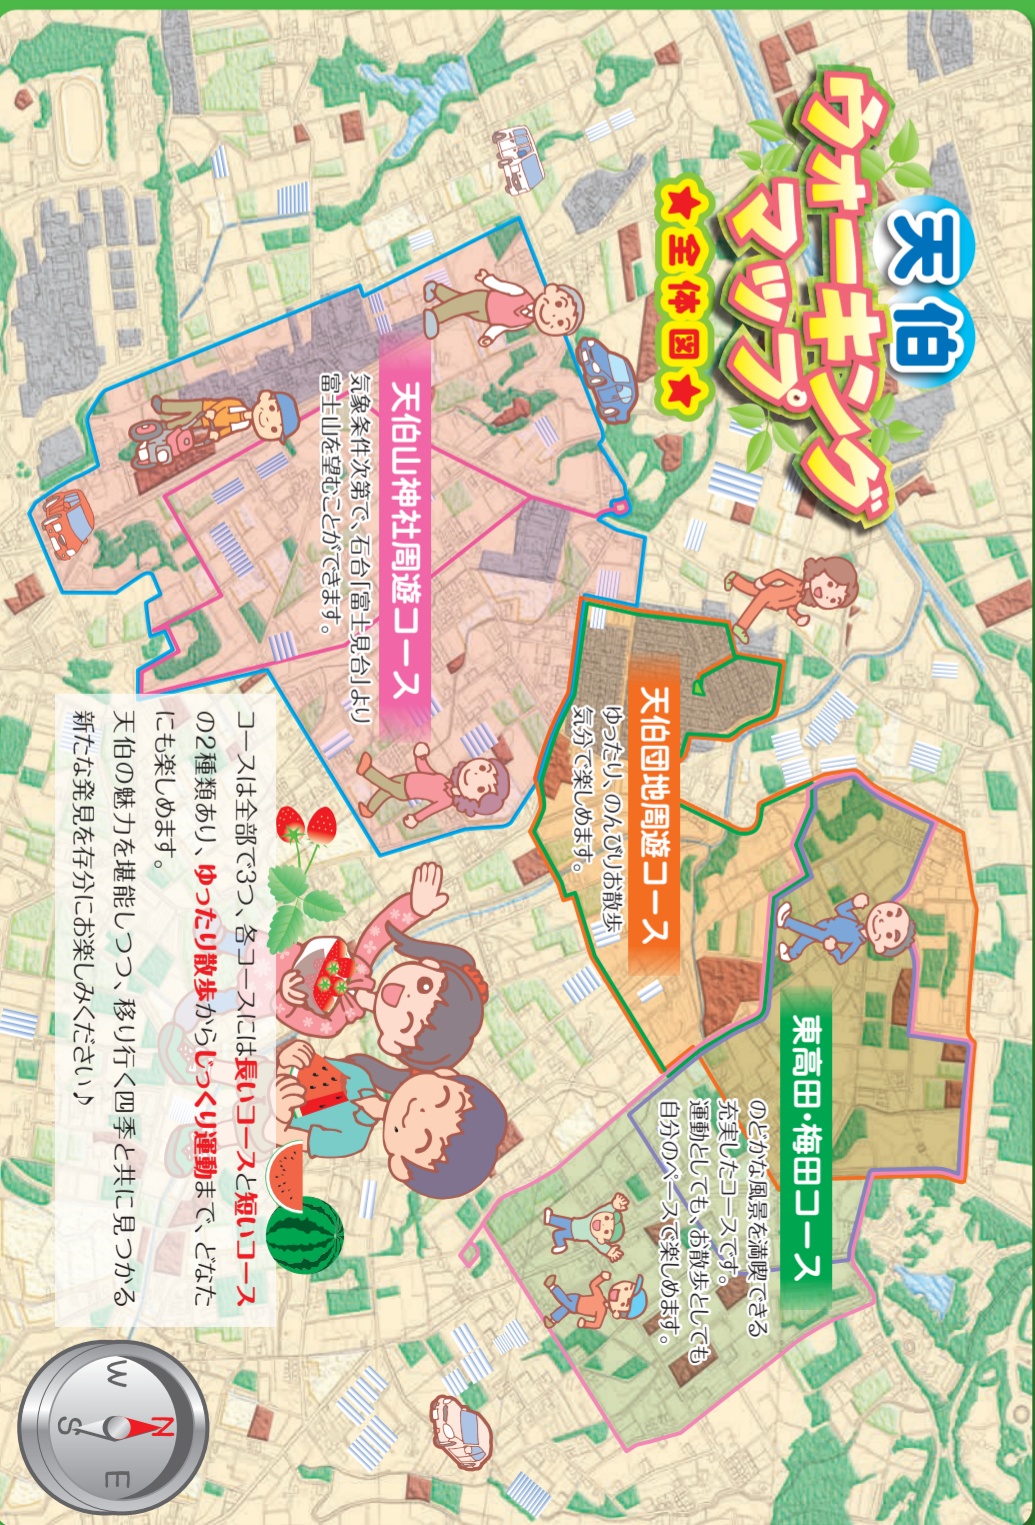 天伯
ウオーキング
マップ
★全体図★
天伯山神社周遊コース
気象条件次第で、石台「富士見台」より
富士山を望むことができます。
天伯団地周遊コース
ゆったり、のんびりお散歩
気分で楽しめます。
東高田・梅田コース
のどかな風景を満喫できる
充実したコースです。
運動としても、お散歩としても
自分のペースで楽しめます。
コースは全部で3つ、各コースには長いコースと短いコース
の2種類あり、ゆったり散歩からじっくり運動まで、どなた
にも楽しめます。
天伯の魅力を堪能しつつ、移り行く四季と共に見つかる
新たな発見を存分にお楽しみください♪
N
W
E
S